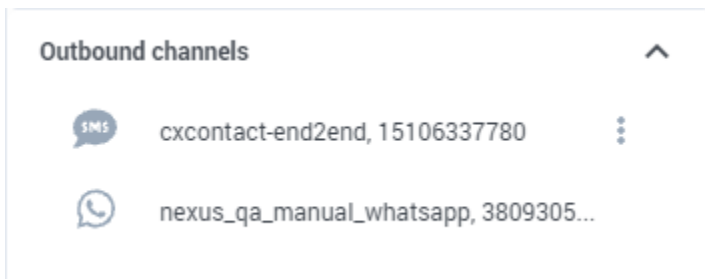 Outbound channels
SMS cxcontact-end2end, 15106337780
nexus_qa_manual_whatsapp, 3809305...